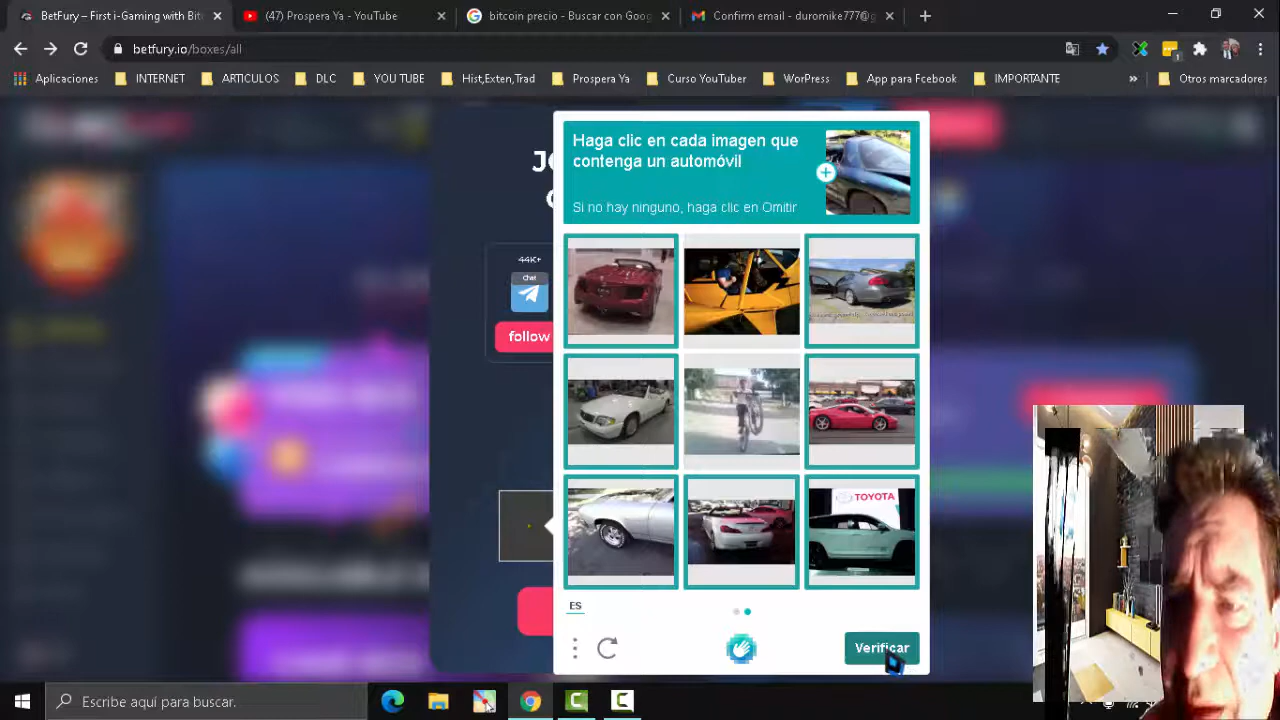 BetFury – First i-Gaming with Bit
(47) Prospera Ya - YouTube
bitcoin precio - Buscar con Goog
Confirm email - duromike777@g
betfury.io/boxes/all
1
Aplicaciones
INTERNET
ARTICULOS
DLC
YOU TUBE
Hist,Exten,Trad
Prospera Ya
Curso YouTuber
WorPress
App para Fcebook
IMPORTANTE
»
Otros marcadores
Haga clic en cada imagen que
contenga un automóvil
Si no hay ninguno, haga clic en Omitir
44K+
Chat
follow
TOYOTA
ES
Verificar
Escribe aquí para buscar.